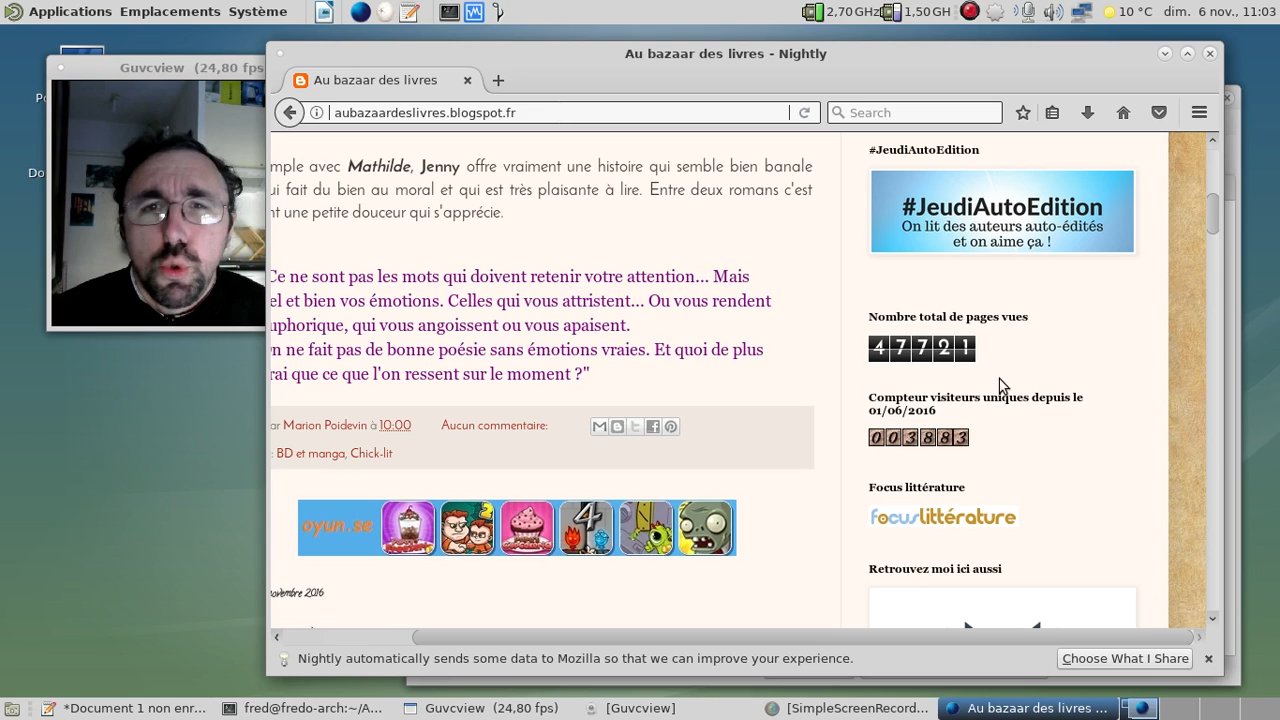 Applications Emplacements Système
2,70 GHz
1,50 GH
10 °C
dim. 6 nov., 11:03
Guvcview (24,80 fps
Au bazaar des livres - Nightly
Au bazaar des livres
aubazaardeslivres.blogspot.fr
Search
Po
Do
mple avec Mathilde, Jenny offre vraiment une histoire qui semble bien banale
ui fait du bien au moral et qui est très plaisante à lire. Entre deux romans c'est
nt une petite douceur qui s'apprécie.
Ce ne sont pas les mots qui doivent retenir votre attention... Mais
el et bien vos émotions. Celles qui vous attristent... Ou vous rendent
uphorique, qui vous angoissent ou vous apaisent.
On ne fait pas de bonne poésie sans émotions vraies. Et quoi de plus
rai que ce que l'on ressent sur le moment ?"
ar Marion Poidevin à 10:00 Aucun commentaire:
: BD et manga, Chick-lit
oyun.se
2
4
novembre 2016
#JeudiAutoEdition
#JeudiAutoEdition
On lit des auteurs auto-édités
et on aime ça !
Nombre total de pages vues
47721
Compteur visiteurs uniques depuis le
01/06/2016
003883
Focus littérature
focuslittérature
Retrouvez moi ici aussi
Nightly automatically sends some data to Mozilla so that we can improve your experience.
Choose What I Share
*Document 1 non enr...
fred@fredo-arch:~/A...
Guvcview (24,80 fps)
[Guvcview]
[SimpleScreenRecord...
Au bazaar des livres ...